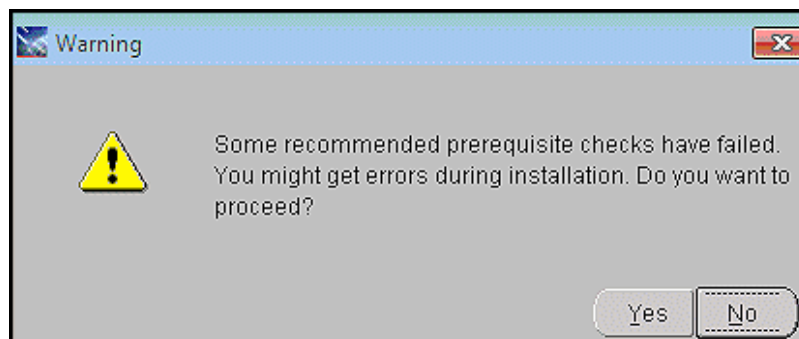 Warning
Some recommended prerequisite checks have failed.
You might get errors during installation. Do you want to
proceed?
Yes
No